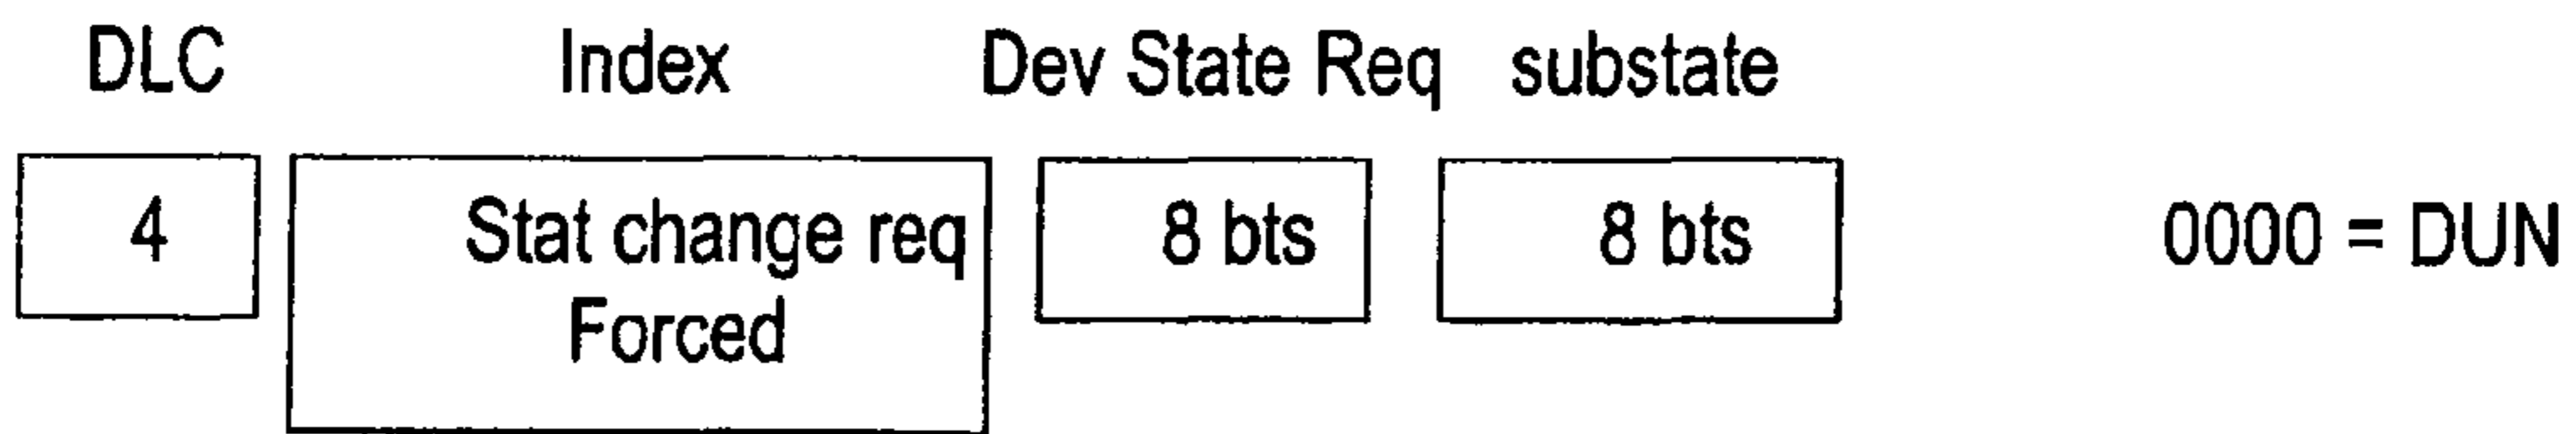 DLC Index Dev State Req substate
4 Stat change req 8 bts 8 bts 0000 = DUN
Forced